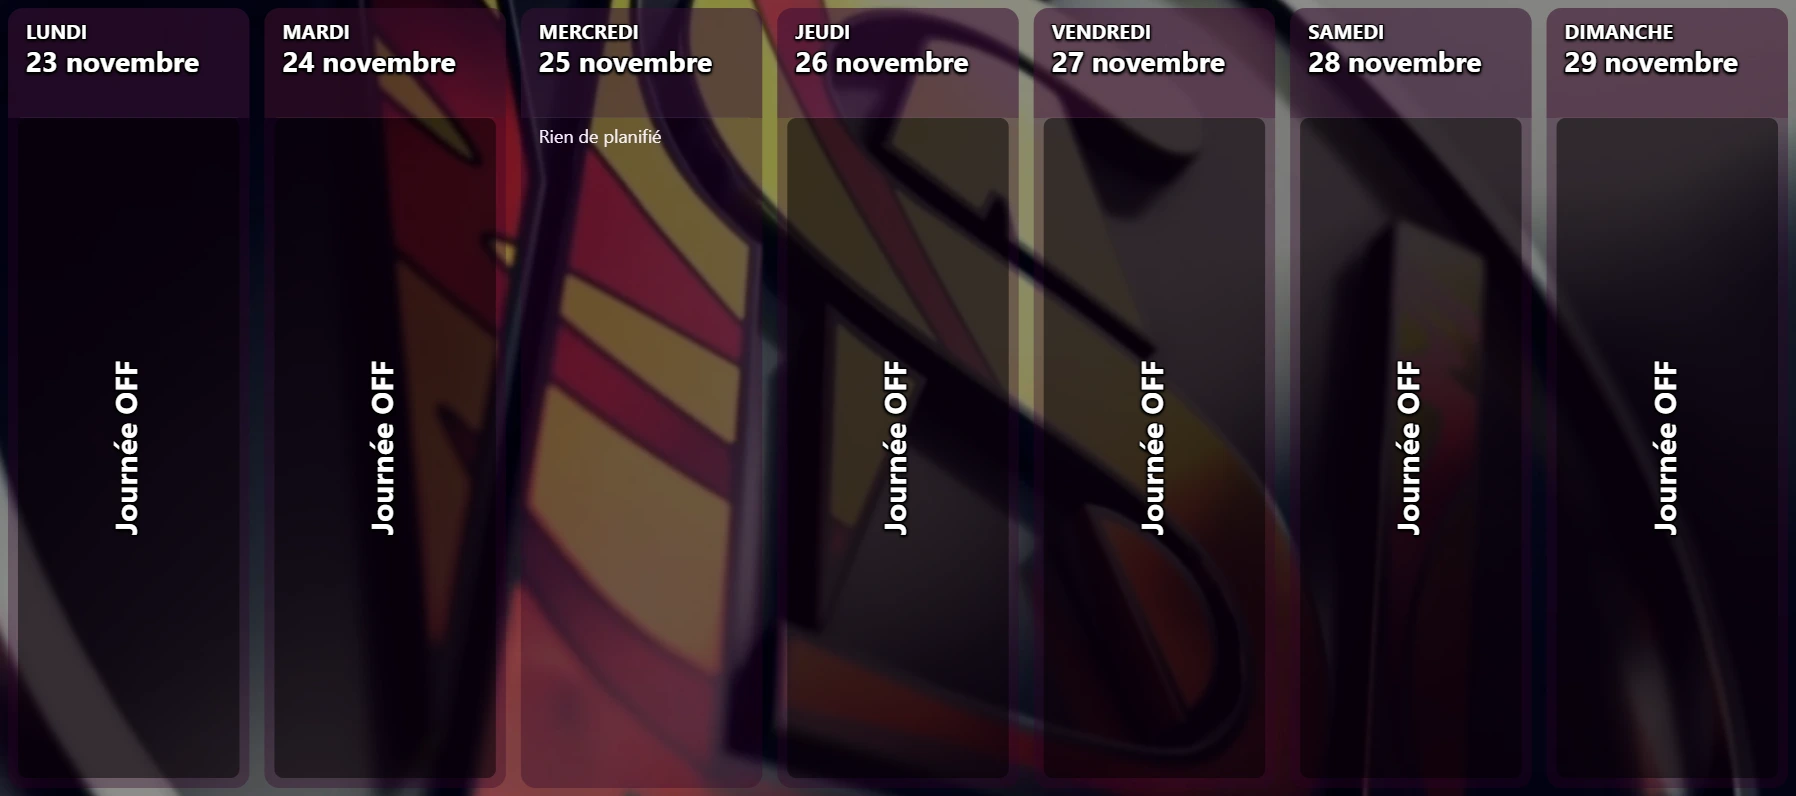 LUNDI
23 novembre
Journée OFF
MARDI
24 novembre
Journée OFF
MERCREDI
25 novembre
Rien de planifié
JEUDI
26 novembre
Journée OFF
VENDREDI
27 novembre
Journée OFF
SAMEDI
28 novembre
Journée OFF
DIMANCHE
29 novembre
Journée OFF